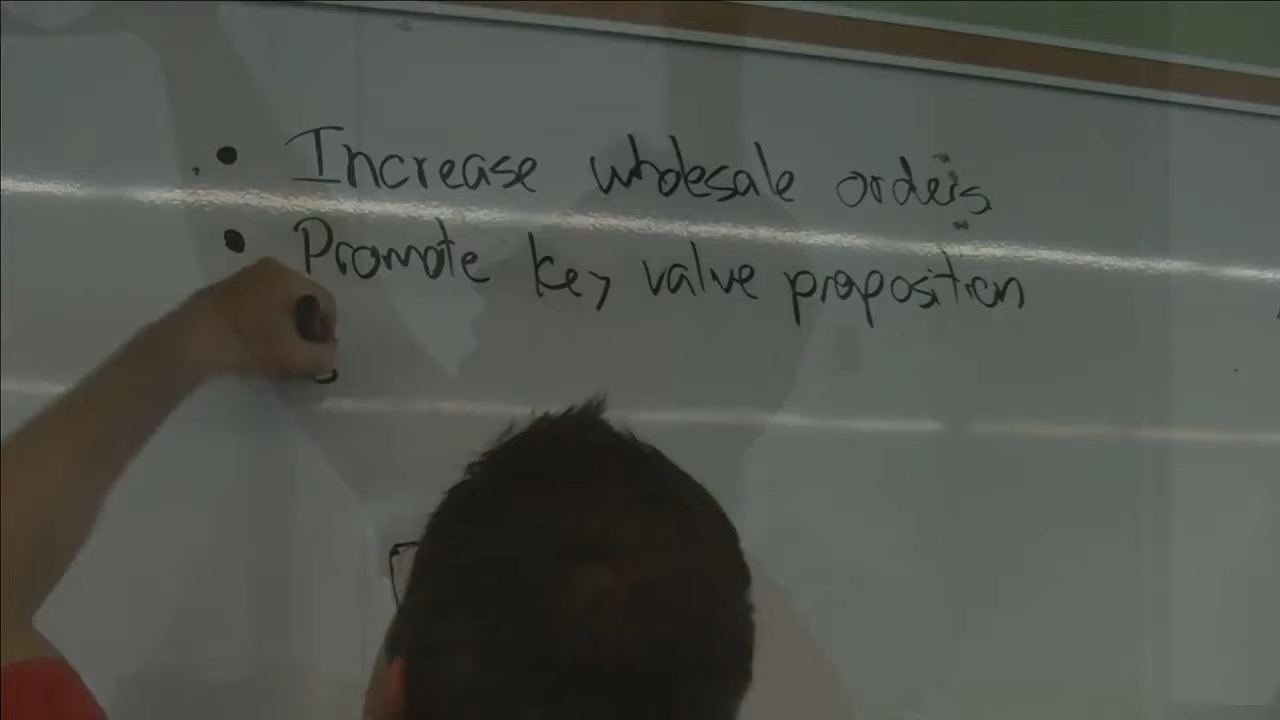 • Increase wholesale orders
• Promote key value proposition